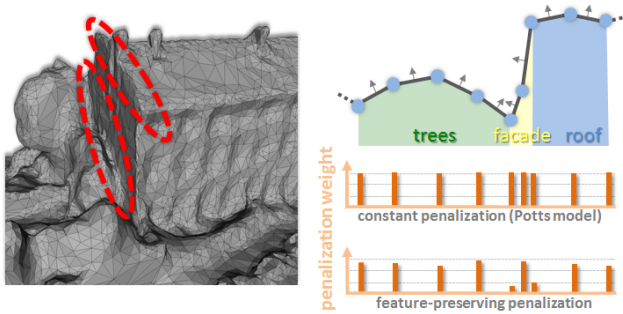 trees
facade
roof
penalization weight
constant penalization (Potts model)
feature-preserving penalization